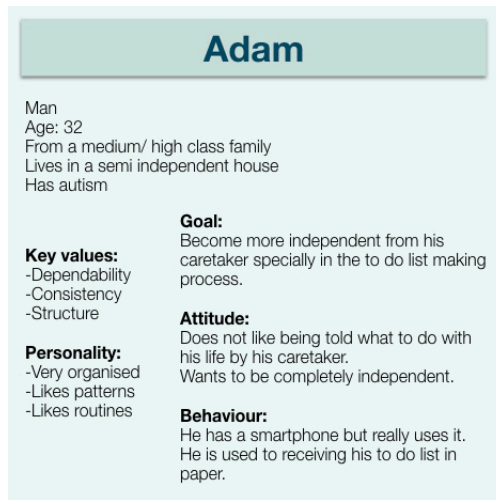 Adam
Man
Age: 32
From a medium/ high class family
Lives in a semi independent house
Has autism
Key values:
-Dependability
-Consistency
-Structure
Personality:
-Very organised
-Likes patterns
-Likes routines
Goal:
Become more independent from his
caretaker specially in the to do list making
process.
Attitude:
Does not like being told what to do with
his life by his caretaker.
Wants to be completely independent.
Behaviour:
He has a smartphone but really uses it.
He is used to receiving his to do list in
paper.